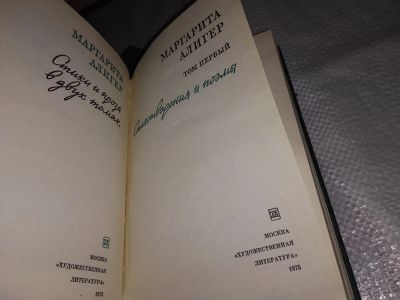 МАРГАРИТА
АЛИГЕР
Стихи и проза
в двух томах
МОСКВА
«ХУДОЖЕСТВЕННАЯ
ЛИТЕРАТУРА»
1975
МАРГАРИТА
АЛИГЕР
ТОМ ПЕРВЫЙ
Стихотворения и поэмы
МОСКВА
«ХУДОЖЕСТВЕННАЯ
ЛИТЕРАТУРА»
1975